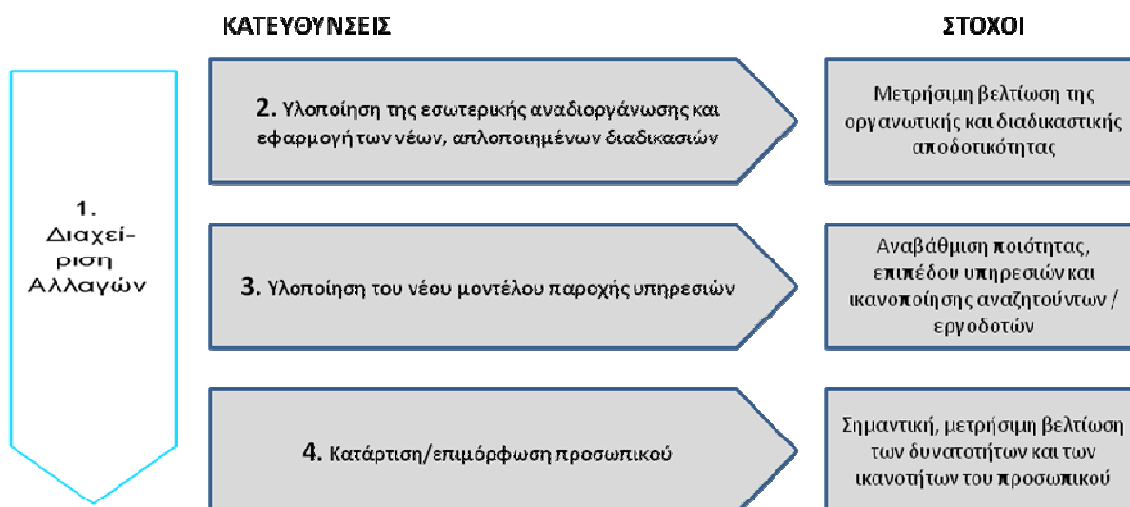 ΚΑΤΕΥΘΥΝΣΕΙΣ
ΣΤΟΧΟΙ
1.
Διαχεί-
ριση
Αλλαγών
2. Υλοποίηση της εσωτερικής αναδιοργάνωσης και
εφαρμογή των νέων, απλοποιημένων διαδικασιών
Μετρήσιμη βελτίωση της
οργανωτικής και διαδικαστικής
αποδοτικότητας
3. Υλοποίηση του νέου μοντέλου παροχής υπηρεσιών
Αναβάθμιση ποιότητας,
επιπέδου υπηρεσιών και
ικανοποίησης αναζητούντων /
εργοδοτών
4. Κατάρτιση/επιμόρφωση προσωπικού
Σημαντική, μετρήσιμη βελτίωση
των δυνατοτήτων και των
ικανοτήτων του προσωπικού